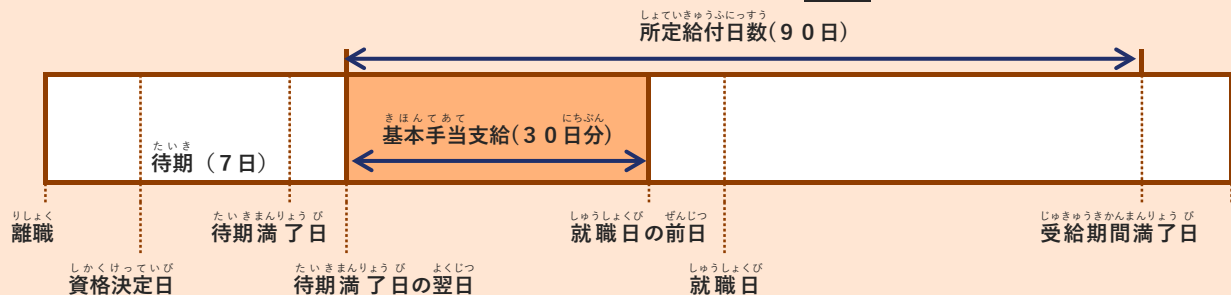 しょていきゅうふにっすう
所定給付日数(９０日)
きほんてあて にちぶん
基本手当支給(３０日分)
たいき
待期（７日）
りしょく たいきまんりょう び しゅうしょくび ぜんじつ じゅきゅうきかんまんりょう び
離職 待期満了日 就職日の前日 受給期間満了日
しかくけっていび たいきまんりょう び よくじつ しゅうしょくび
資格決定日 待期満了日の翌日 就職日